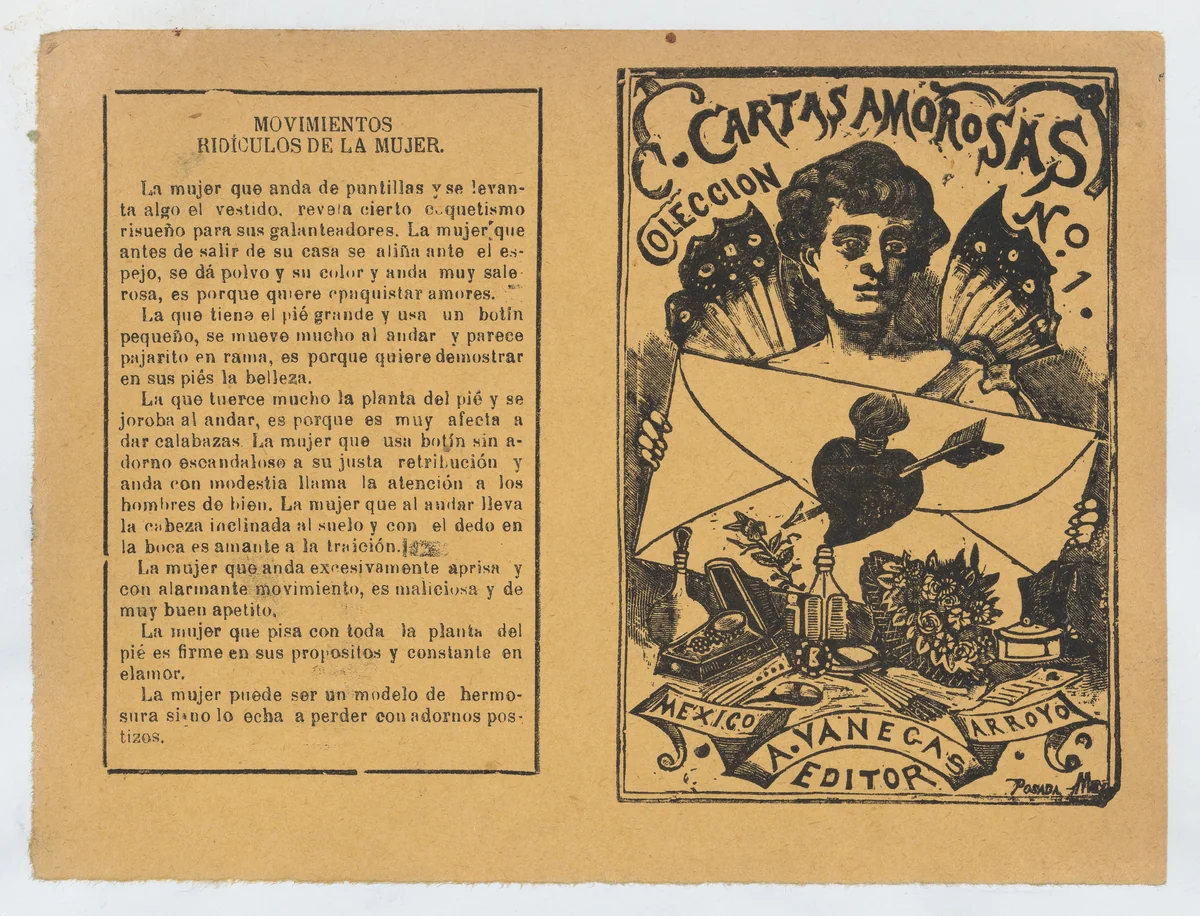 MOVIMIENTOS
RIDÍCULOS DE LA MUJER.
La mujer que anda de puntillas y se levan-
ta algo el vestido, revela cierto coquetismo
risueño para sus galanteadores. La mujer que
antes de salir de su casa se aliña ante el es-
pejo, se dá polvo y su color y anda muy sale-
rosa, es porque quiere cpnquistar amores.
La que tiene el pié grande y usa un botin
pequeño, se mueve mucho al andar y parece
pajarito en rama, es porque quiere demostrar
en sus piés la belleza.
La que tuerce mucho la planta del pié y se
joroba al andar, es porque es muy afecta a
dar calabazas. La mujer que usa botín sin a-
dorno escandaloso a su justa retribución y
anda con modestia llama la atención a los
hombres de bien. La mujer que al andar lleva
la cabeza inclinada al suelo y con el dedo en
la boca es amante a la traición.
La mujer que anda excesivamente aprisa y
con alarmante movimiento, es maliciosa y de
muy buen apetito.
La mujer que pisa con toda la planta del
pié es firme en sus propositos y constante en
elamor.
La mujer puede ser un modelo de hermo-
sura si no lo echa a perder con adornos pos-
tizos.
C. CARTAS AMOROSAS
COLECCION No. 1.
MEXICO
A. VANEGAS
ARROYO
EDITOR
POSADA MEX